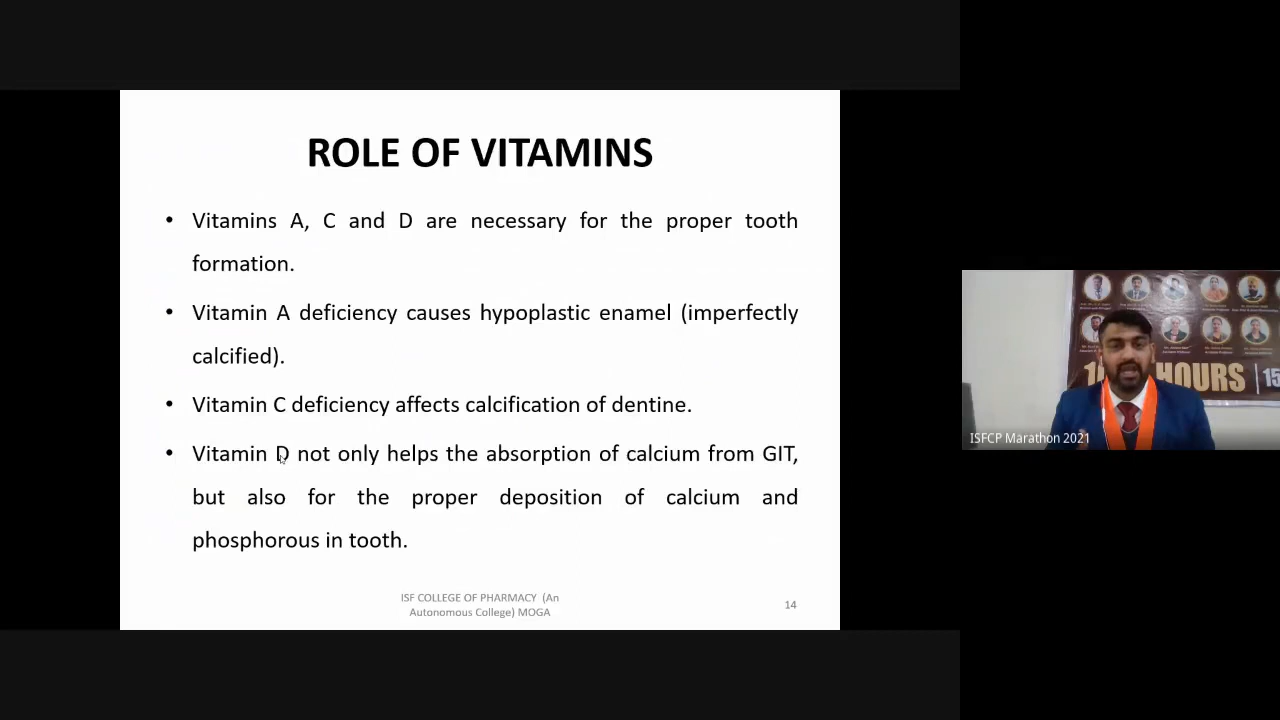 ROLE OF VITAMINS
• Vitamins A, C and D are necessary for the proper tooth
formation.
• Vitamin A deficiency causes hypoplastic enamel (imperfectly
calcified).
• Vitamin C deficiency affects calcification of dentine.
• Vitamin D not only helps the absorption of calcium from GIT,
but also for the proper deposition of calcium and
phosphorous in tooth.
ISF COLLEGE OF PHARMACY (An
Autonomous College) MOGA
14
HOURS
15
ISFCP Marathon 2021